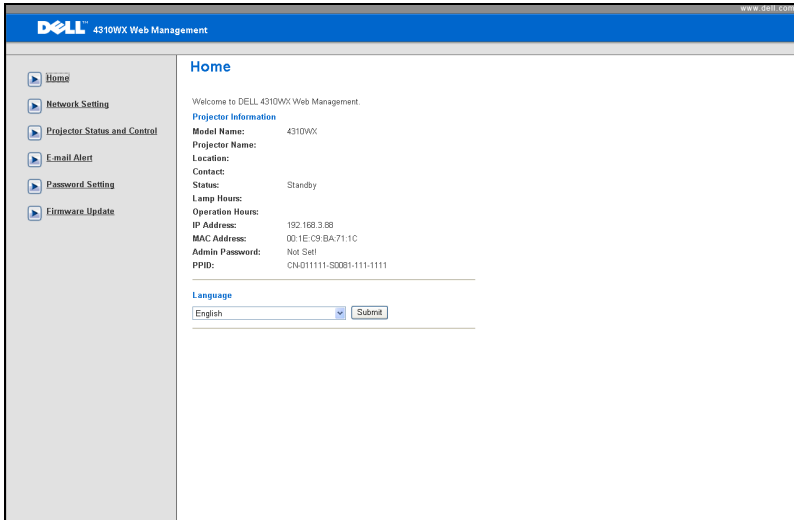 www.dell.com
DELL™ 4310WX Web Management
Home
Network Setting
Projector Status and Control
E-mail Alert
Password Setting
Firmware Update
Home
Welcome to DELL 4310WX Web Management.
Projector Information
Model Name: 4310WX
Projector Name:
Location:
Contact:
Status: Standby
Lamp Hours:
Operation Hours:
IP Address: 192.168.3.88
MAC Address: 00:1E:C9:BA:71:1C
Admin Password: Not Set!
PPID: CN-011111-S0081-111-1111
Language
English Submit